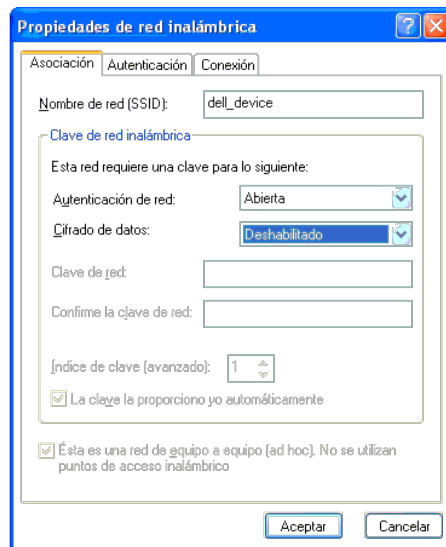 Propiedades de red inalámbrica
Asociación Autenticación Conexión
Nombre de red (SSID): dell_device
Clave de red inalámbrica
Esta red requiere una clave para lo siguiente:
Autenticación de red: Abierta
Cifrado de datos: Deshabilitado
Clave de red:
Confirme la clave de red:
Índice de clave (avanzado): 1
La clave la proporciono yo automáticamente
Ésta es una red de equipo a equipo (ad hoc). No se utilizan
puntos de acceso inalámbrico
Aceptar Cancelar